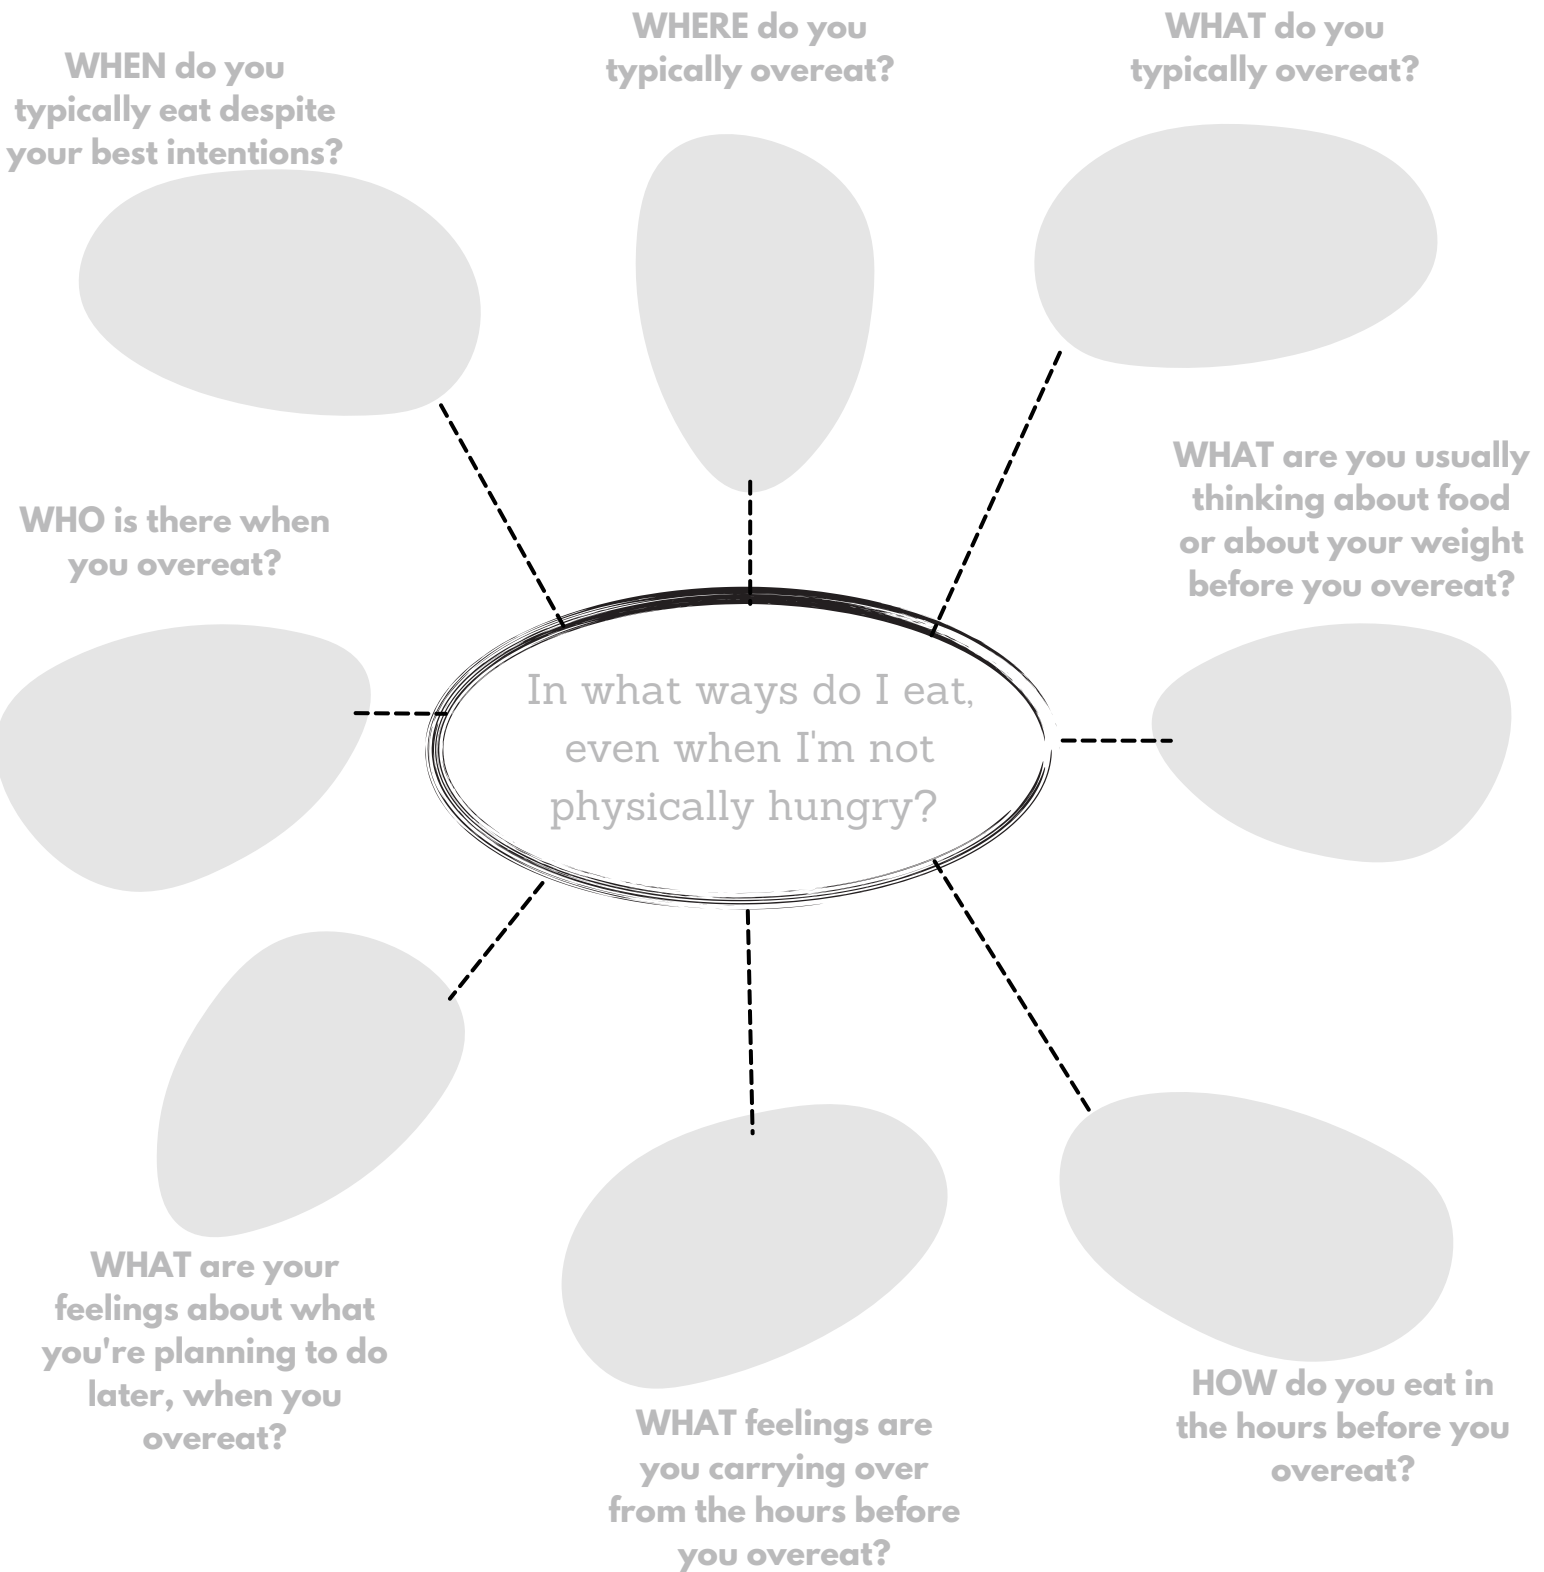 WHERE do you
typically overeat?
WHAT do you
typically overeat?
WHEN do you
typically eat despite
your best intentions?
WHAT are you usually
thinking about food
or about your weight
before you overeat?
WHO is there when
you overeat?
In what ways do I eat,
even when I'm not
physically hungry?
WHAT are your
feelings about what
you're planning to do
later, when you
overeat?
WHAT feelings are
you carrying over
from the hours before
you overeat?
HOW do you eat in
the hours before you
overeat?